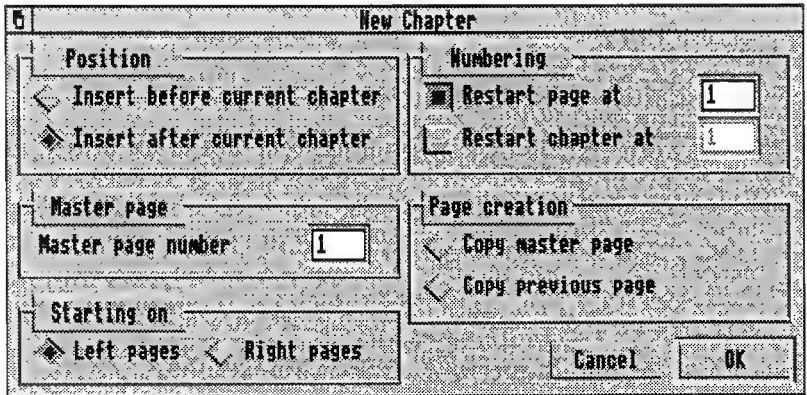 New Chapter
Position
Insert before current chapter
Insert after current chapter
Numbering
Restart page at 1
Restart chapter at 1
Master page
Master page number 1
Page creation
Copy master page
Copy previous page
Starting on
Left pages Right pages
Cancel OK